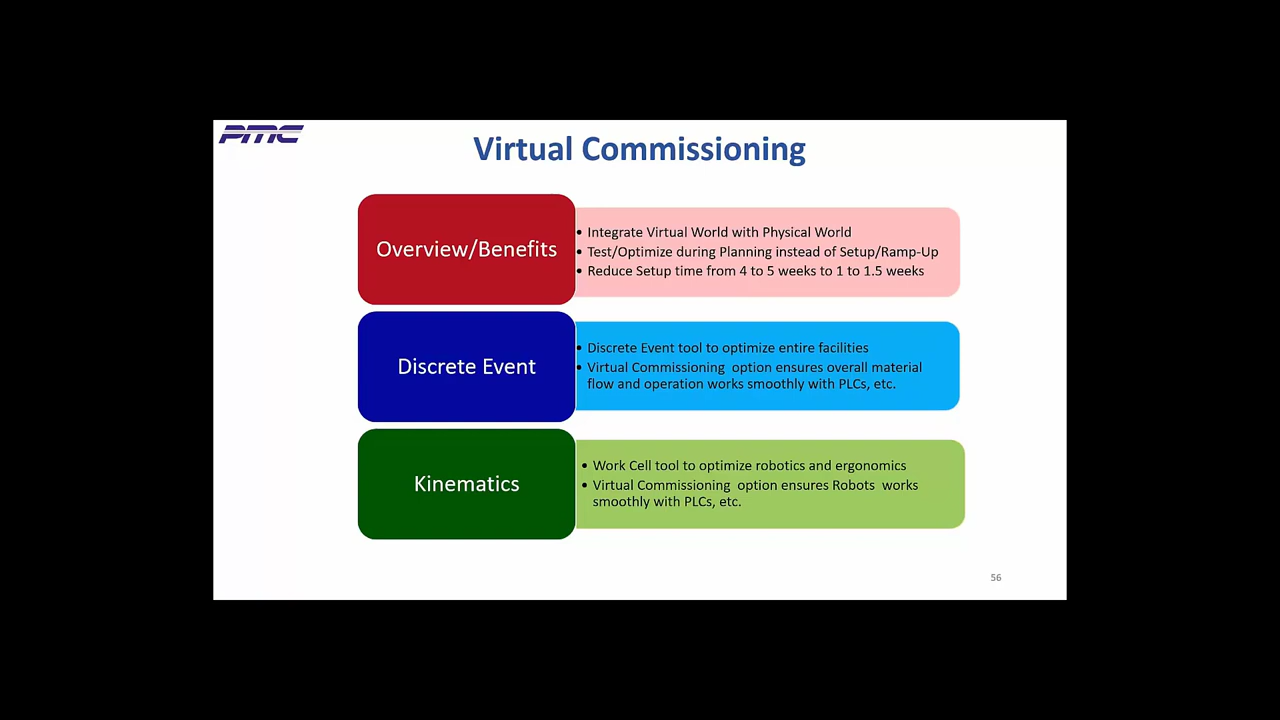 PMC
Virtual Commissioning
Overview/Benefits
• Integrate Virtual World with Physical World
• Test/Optimize during Planning instead of Setup/Ramp-Up
• Reduce Setup time from 4 to 5 weeks to 1 to 1.5 weeks
Discrete Event
• Discrete Event tool to optimize entire facilities
• Virtual Commissioning option ensures overall material
flow and operation works smoothly with PLCs, etc.
Kinematics
• Work Cell tool to optimize robotics and ergonomics
• Virtual Commissioning option ensures Robots works
smoothly with PLCs, etc.
56